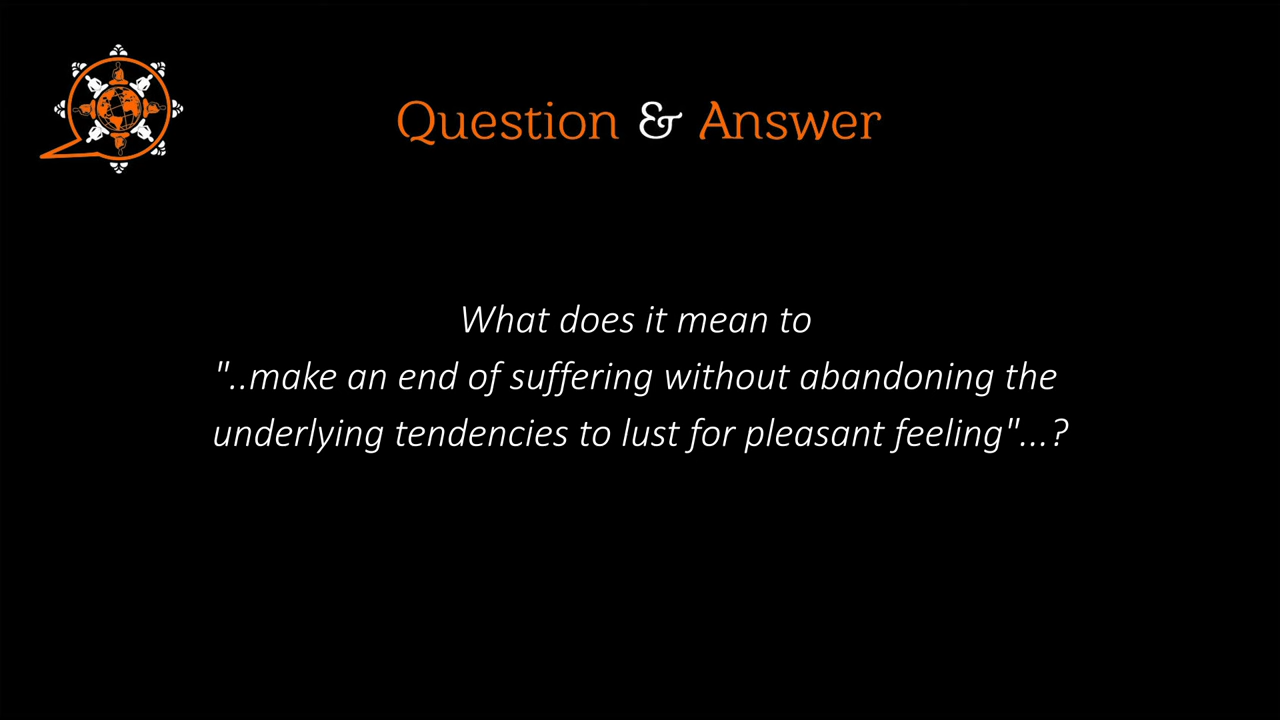 Question & Answer
What does it mean to
"..make an end of suffering without abandoning the
underlying tendencies to lust for pleasant feeling"...?